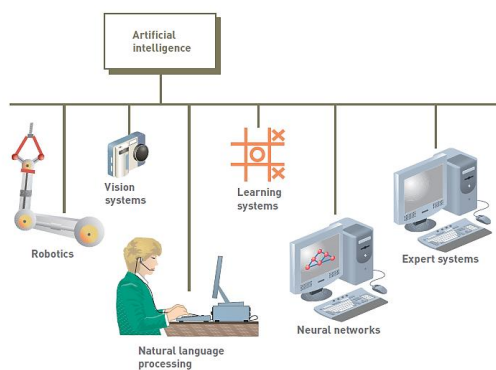 Artificial
intelligence
Vision
systems
Learning
systems
Robotics
Expert systems
Neural networks
Natural language
processing